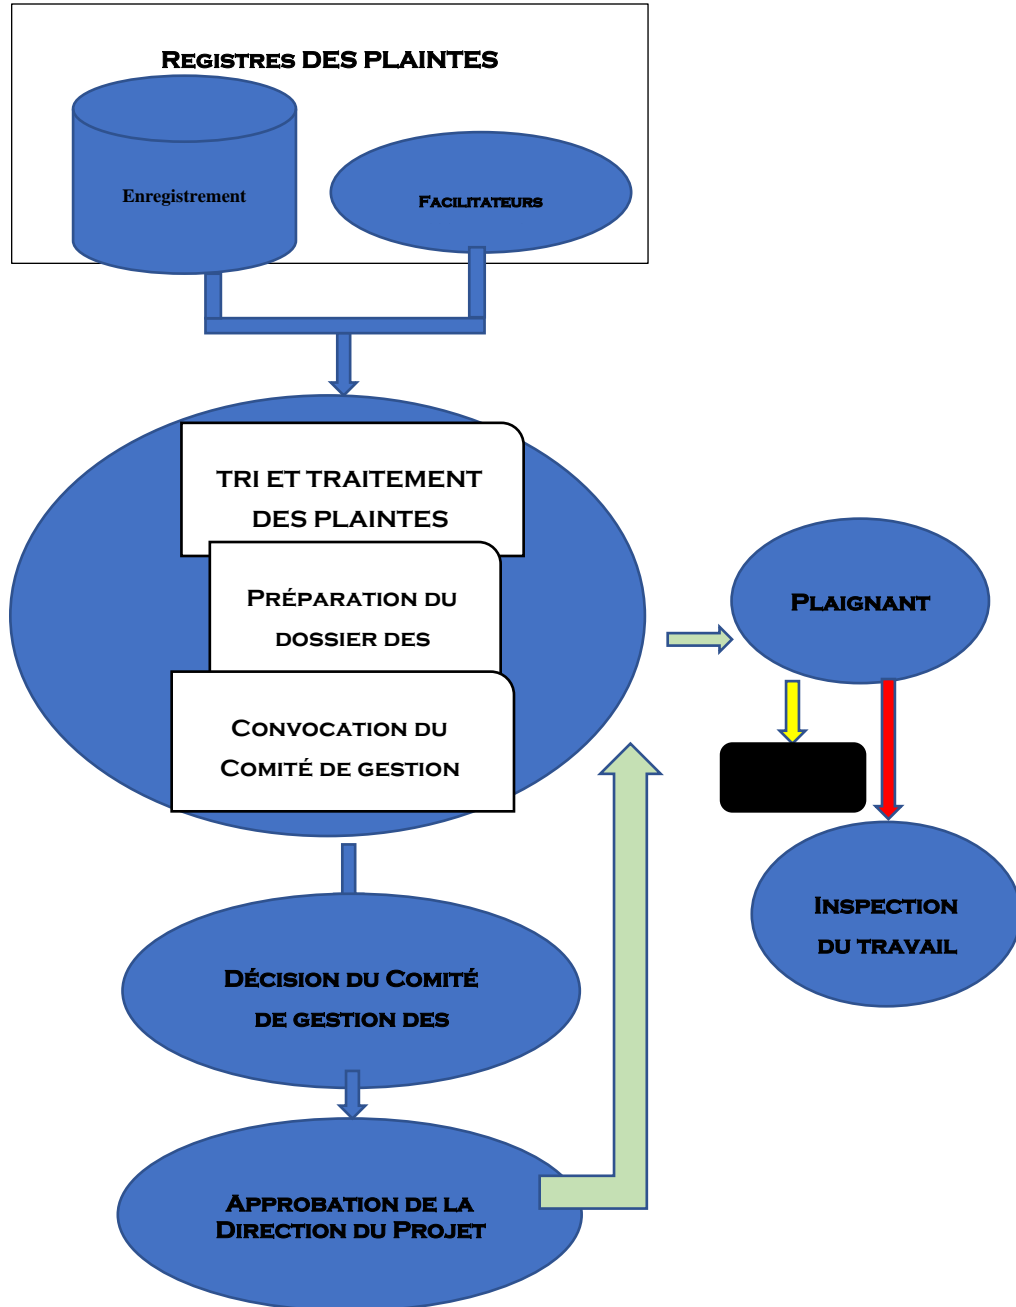 Registres DES PLAINTES
Enregistrement
Facilitateurs
TRI ET TRAITEMENT
DES PLAINTES
Préparation du
dossier des
Convocation du
Comité de gestion
Plaignant
Inspection
du travail
Décision du Comité
de gestion des
Approbation de la
Direction du Projet